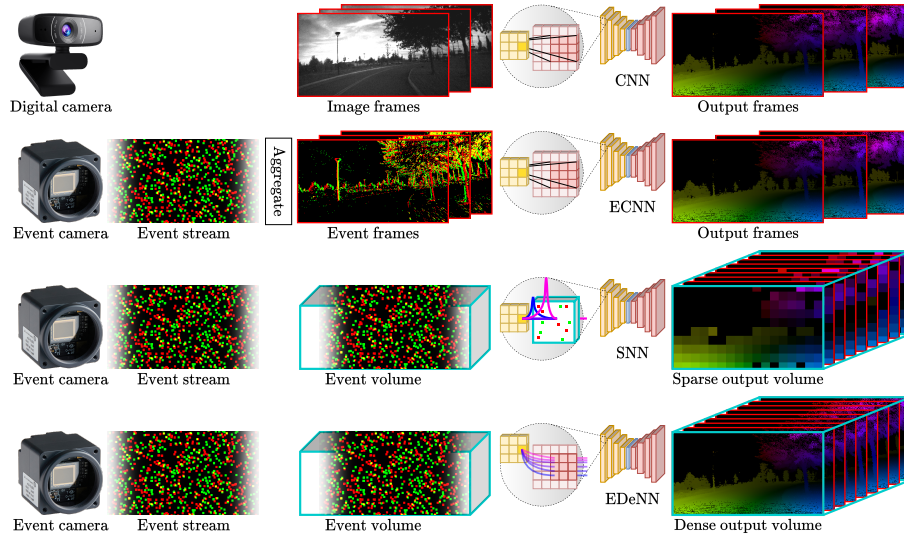 CNN
Digital camera
Image frames
Output frames
Aggregate
ECNN
Event camera
Event stream
Event frames
Output frames
SNN
Event camera
Event stream
Event volume
Sparse output volume
EDeNN
Event camera
Event stream
Event volume
Dense output volume